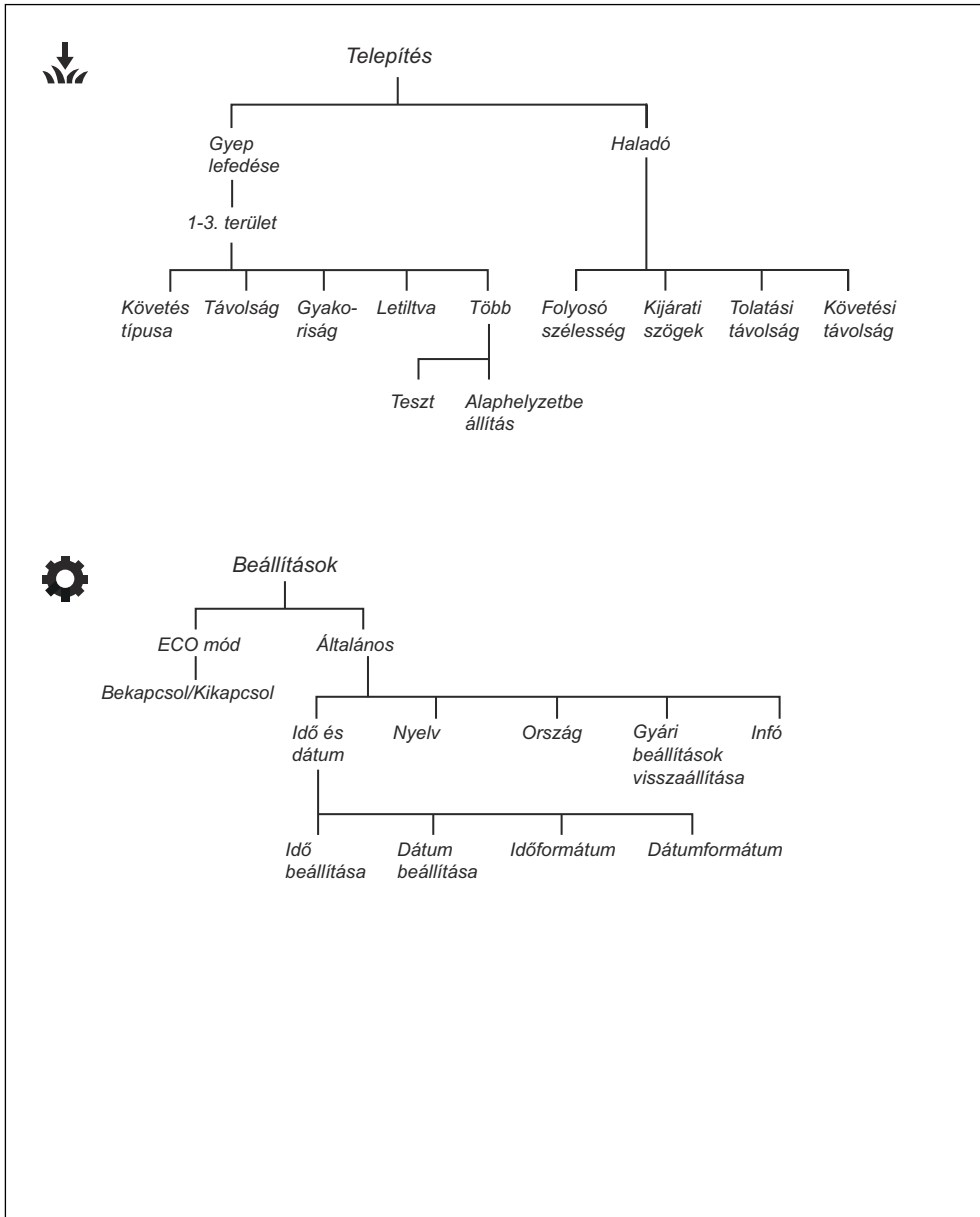 Telepítés
Gyep
lefedése
Haladó
1-3. terület
Követés
típusa
Távolság
Gyako-
riság
Letiltva
Több
Folyosó
szélesség
Kijárati
szögek
Tolatási
távolság
Követési
távolság
Teszt
Alaphelyzetbe
állítás
Beállítások
ECO mód
Általános
Bekapcsol/Kikapcsol
Idő és
dátum
Nyelv
Ország
Gyári
beállítások
visszaállítása
Infó
Idő
beállítása
Dátum
beállítása
Időformátum
Dátumformátum